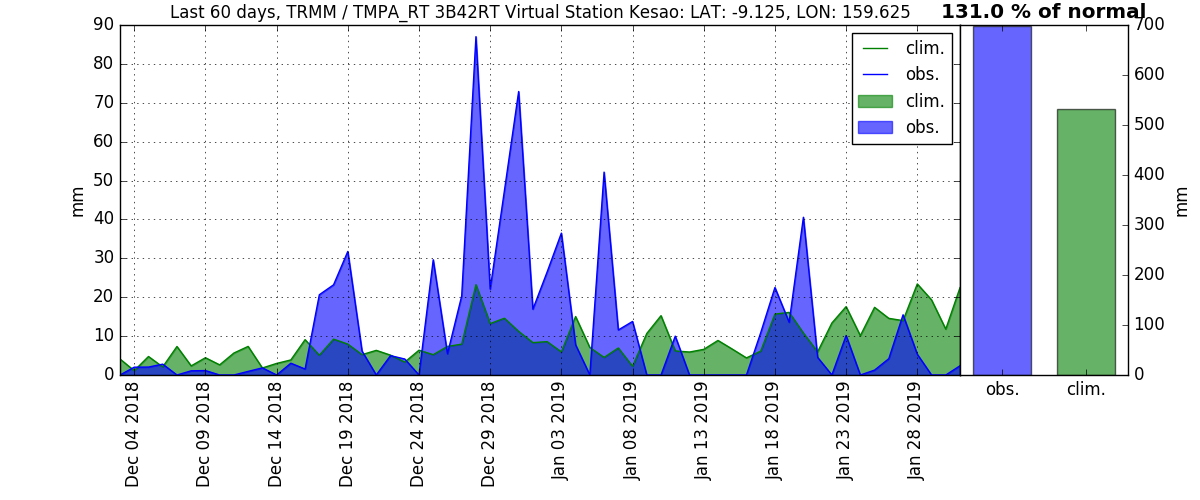 Last 60 days, TRMM / TMPA_RT 3B42RT Virtual Station Kesao: LAT: -9.125, LON: 159.625
131.0 % of normal
90
80
70
60
50
40
30
20
10
0
mm
clim.
obs.
clim.
obs.
700
600
500
400
300
200
100
0
mm
Dec 04 2018
Dec 09 2018
Dec 14 2018
Dec 19 2018
Dec 24 2018
Dec 29 2018
Jan 03 2019
Jan 08 2019
Jan 13 2019
Jan 18 2019
Jan 23 2019
Jan 28 2019
obs.
clim.